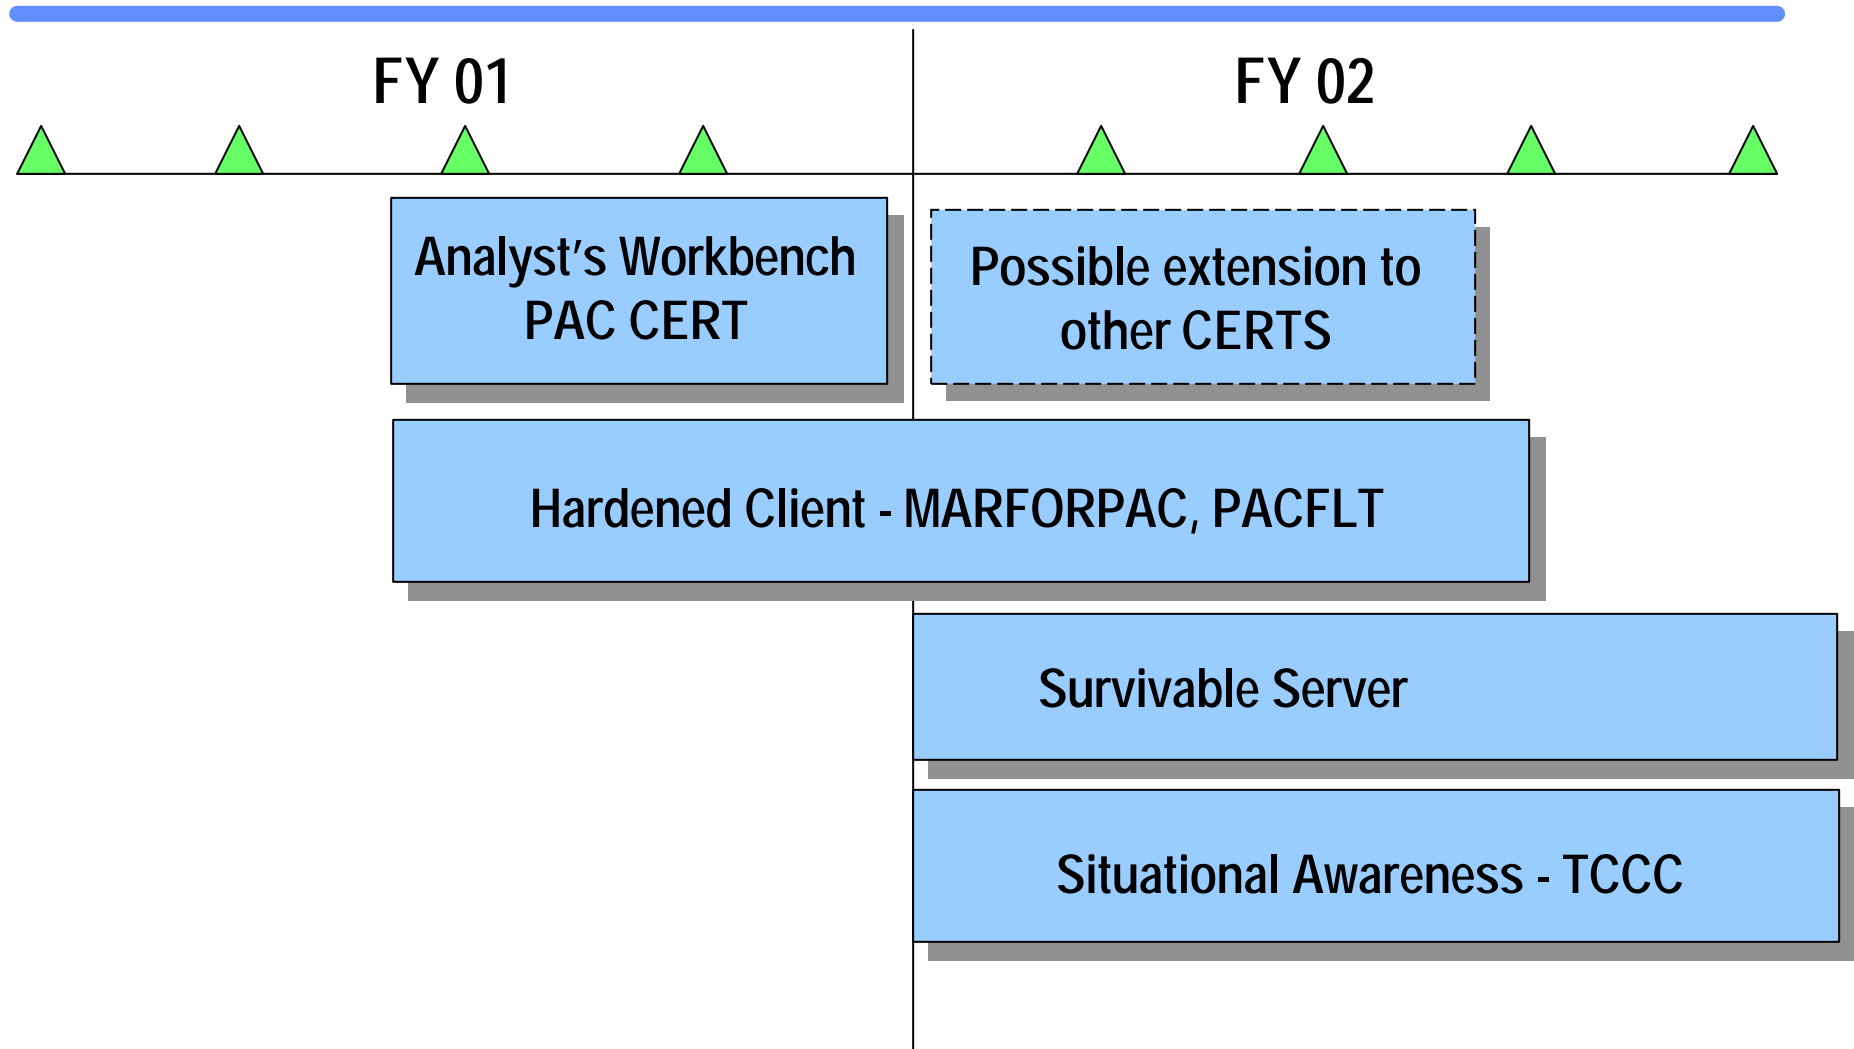 FY 01
FY 02
Analyst’s Workbench
PAC CERT
Possible extension to
other CERTS
Hardened Client - MARFORPAC, PACFLT
Survivable Server
Situational Awareness - TCCC